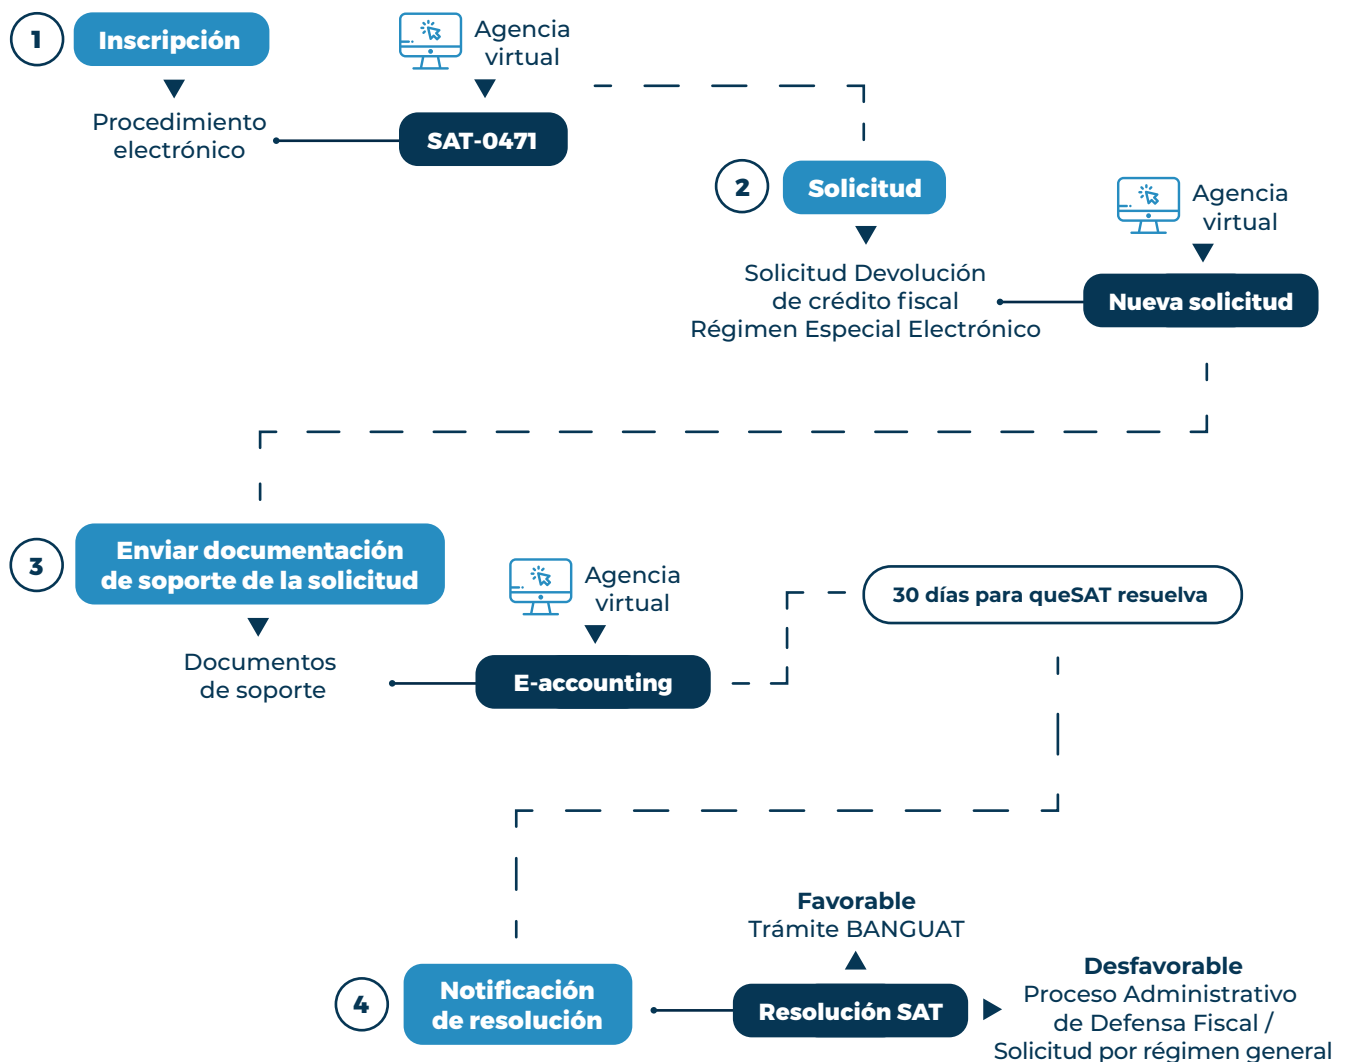 1
Inscripción
Procedimiento
electrónico
Agencia
virtual
SAT-0471
2
Solicitud
Solicitud Devolución
de crédito fiscal
Régimen Especial Electrónico
Agencia
virtual
Nueva solicitud
3
Enviar documentación
de soporte de la solicitud
Documentos
de soporte
Agencia
virtual
E-accounting
30 días para queSAT resuelva
4
Notificación
de resolución
Resolución SAT
Favorable
Trámite BANGUAT
Desfavorable
Proceso Administrativo
de Defensa Fiscal /
Solicitud por régimen general